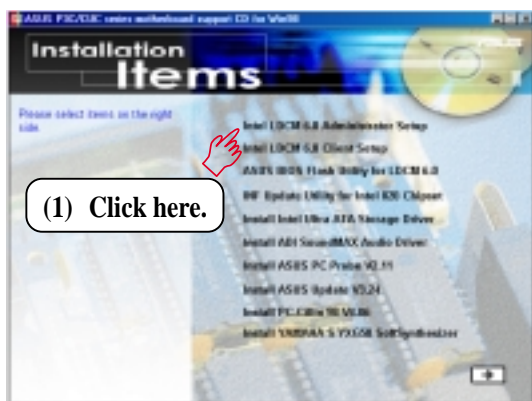 ASUS P3C/CUC series motherboard support CD for Win98
Installation
Items
Please select items on the right
side.
Intel LDCM 6.0 Administrator Setup
Intel LDCM 6.0 Client Setup
ASUS BIOS Flash Utility for LDCM 6.0
INF Update Utility for Intel 820 Chipset
Install Intel Ultra ATA Storage Driver
(1) Click here.
Install ADI SoundMAX Audio Driver
Install ASUS PC Probe V2.11
Install ASUS Update V3.24
Install PC-Cillin 98
Install YAMAHA S-YXG50 SoftSynthesizer